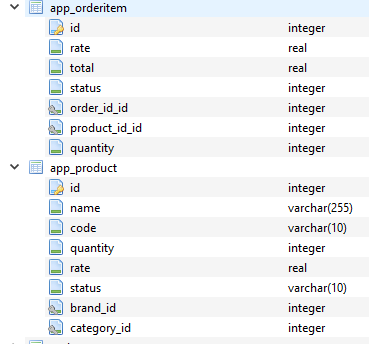 app_orderitem
id integer
rate real
total real
status integer
order_id_id integer
product_id_id integer
quantity integer
app_product
id integer
name varchar(255)
code varchar(10)
quantity integer
rate real
status varchar(10)
brand_id integer
category_id integer